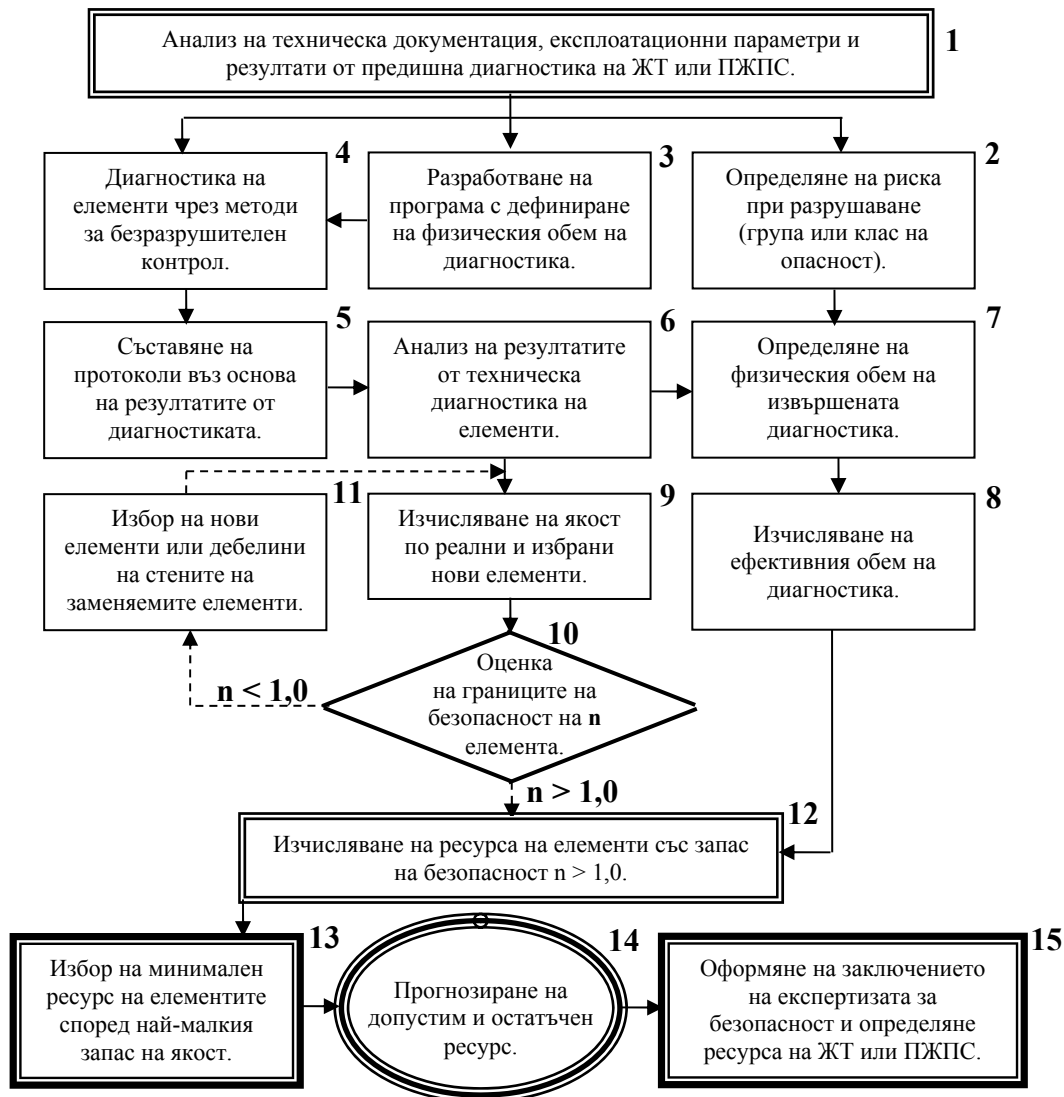 Анализ на техническа документация, експлоатационни параметри и
резултати от предишна диагностика на ЖТ или ПЖПС.
1
Диагностика на
елементи чрез методи
за безразрушителен
контрол.
4
Разработване на
програма с дефиниране
на физическия обем на
диагностика.
3
Определяне на риска
при разрушаване
(група или клас на
опасност).
2
Съставяне на
протоколи въз основа
на резултатите от
диагностиката.
5
Анализ на резултатите
от техническа
диагностика на
елементи.
6
Определяне на
физическия обем на
извършената
диагностика.
7
Избор на нови
елементи или дебелини
на стените на
заменяемите елементи.
11
Изчисляване на якост
по реални и избрани
нови елементи.
9
Изчисляване на
ефективния обем на
диагностика.
8
10
Оценка
на границите на
безопасност на n
елемента.
n < 1,0
n > 1,0
12
Изчисляване на ресурса на елементи със запас
на безопасност n > 1,0.
13
Избор на минимален
ресурс на елементите
според най-малкия
запас на якост.
14
Прогнозиране на
допустим и остатъчен
ресурс.
15
Оформяне на заключението
на експертизата за
безопасност и определяне
ресурса на ЖТ или ПЖПС.